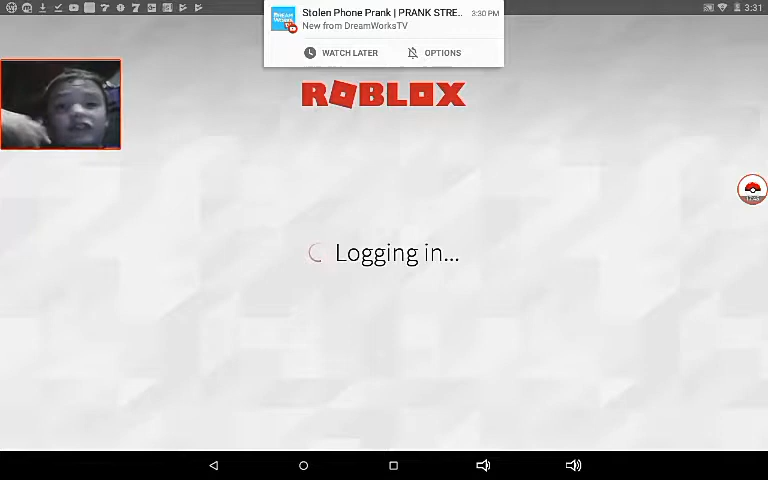 3:31
Stolen Phone Prank | PRANK STRE..
3:30 PM
New from DreamWorksTV
WATCH LATER
OPTIONS
ROBLOX
Logging in...